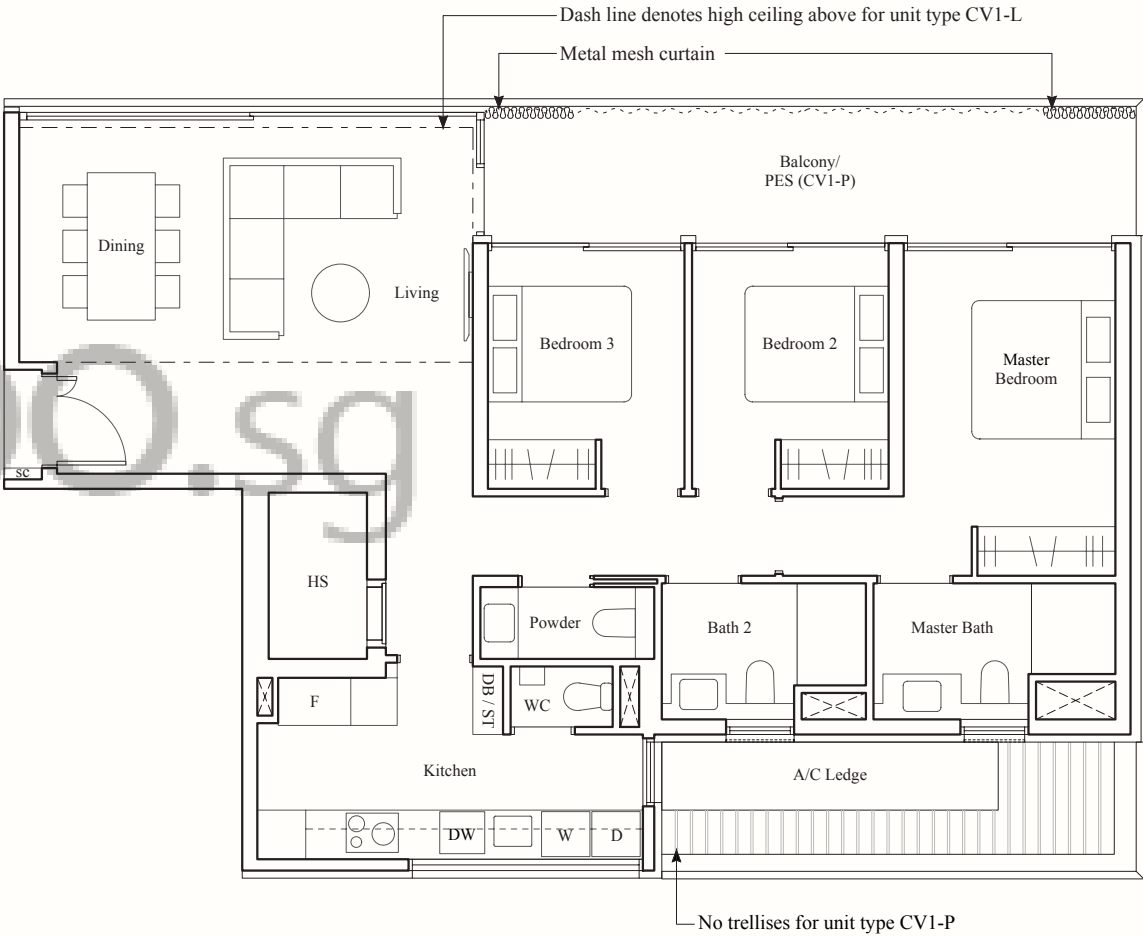 Dash line denotes high ceiling above for unit type CV1-L
Metal mesh curtain
Balcony/
PES (CV1-P)
Dining
Living
Bedroom 3
Bedroom 2
Master
Bedroom
sc
O.sg
HS
Powder
Bath 2
Master Bath
F
DB / ST
WC
Kitchen
A/C Ledge
DW
W
D
No trellises for unit type CV1-P